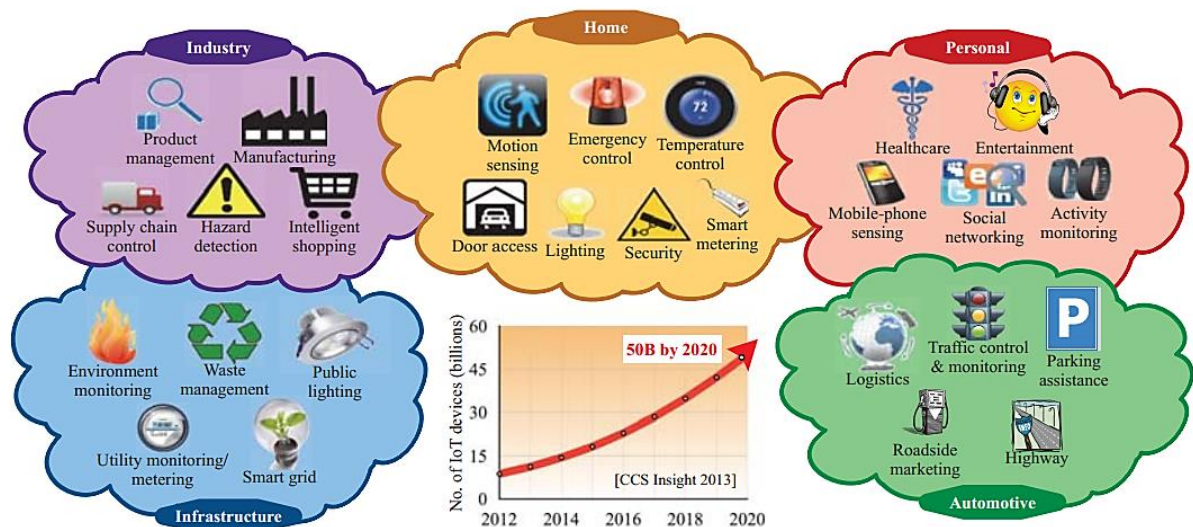 Industry
Product
management
Manufacturing
Supply chain
control
Hazard
detection
Intelligent
shopping
Home
Motion
sensing
Emergency
control
72
Temperature
control
Door access
Lighting
Security
Smart
metering
Personal
Healthcare
Entertainment
Mobile-phone
sensing
Social
networking
in
Activity
monitoring
Environment
monitoring
Waste
management
Public
lighting
Utility monitoring/
metering
Smart grid
Infrastructure
No. of IoT devices (billions)
60
45
30
15
0
50B by 2020
[CCS Insight 2013]
2012 2014 2016 2018 2020
Logistics
Traffic control
& monitoring
P
Parking
assistance
Roadside
marketing
Highway
Automotive